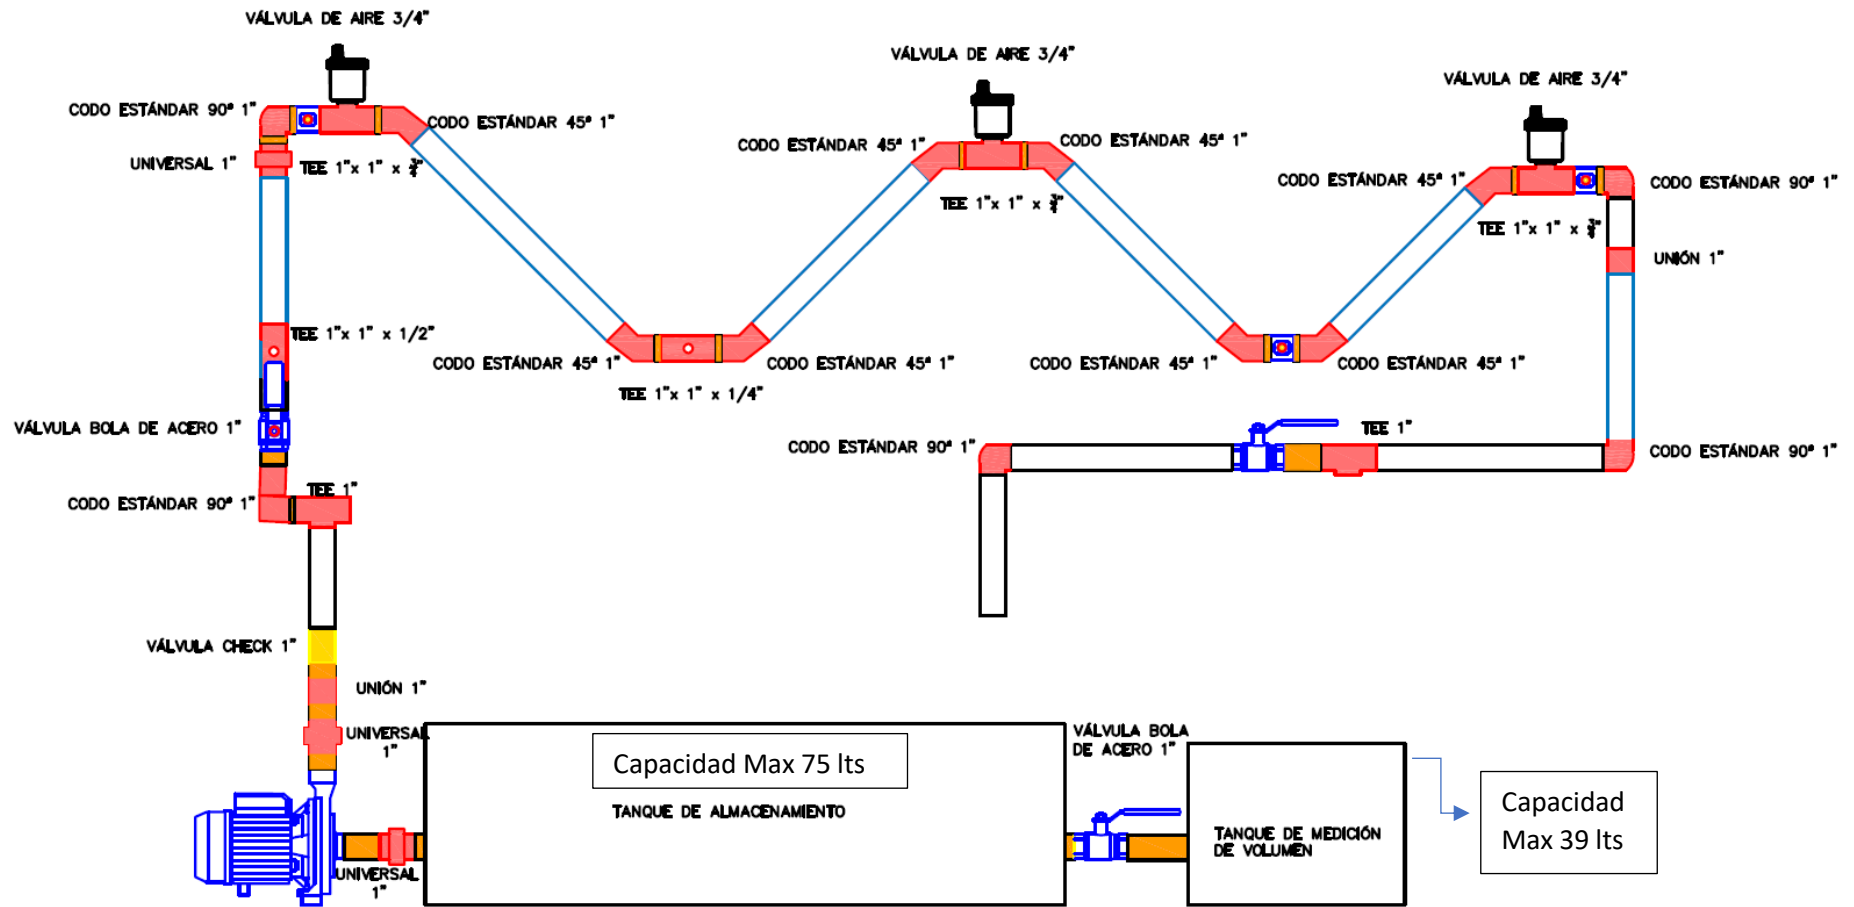 VÁLVULA DE AIRE 3/4"
VÁLVULA DE AIRE 3/4"
VÁLVULA DE AIRE 3/4"
CODO ESTÁNDAR 90° 1"
CODO ESTÁNDAR 45° 1"
CODO ESTÁNDAR 45° 1"
CODO ESTÁNDAR 45° 1"
CODO ESTÁNDAR 45° 1"
CODO ESTÁNDAR 90° 1"
UNIVERSAL 1"
TEE 1"x 1" x 3/4"
TEE 1"x 1" x 3/4"
TEE 1"x 1" x 3/4"
UNIÓN 1"
TEE 1"x 1" x 1/2"
CODO ESTÁNDAR 45° 1"
CODO ESTÁNDAR 45° 1"
CODO ESTÁNDAR 45° 1"
CODO ESTÁNDAR 45° 1"
TEE 1"x 1" x 1/4"
VÁLVULA BOLA DE ACERO 1"
TEE 1"
CODO ESTÁNDAR 90° 1"
CODO ESTÁNDAR 90° 1"
TEE 1"
CODO ESTÁNDAR 90° 1"
VÁLVULA CHECK 1"
UNIÓN 1"
UNIVERSAL
1"
VÁLVULA BOLA
DE ACERO 1"
Capacidad Max 75 lts
TANQUE DE ALMACENAMIENTO
Capacidad
Max 39 lts
TANQUE DE MEDICIÓN
DE VOLUMEN
UNIVERSAL
1"